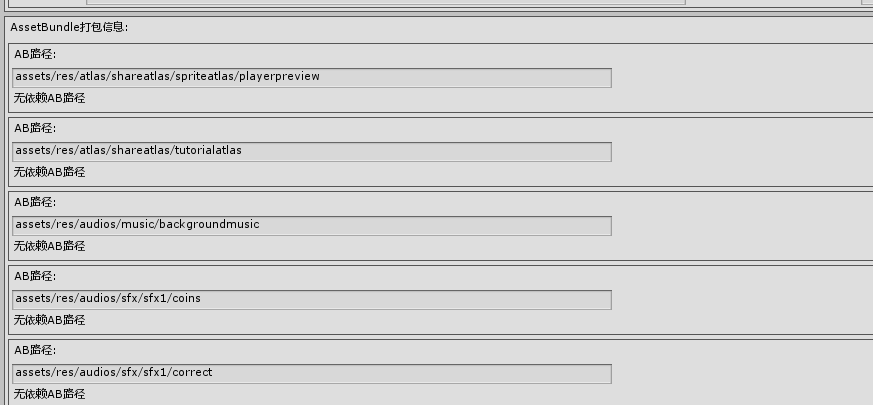 AssetBundle打包信息:
AB路径:
assets/res/atlas/shareatlas/spriteatlas/playerpreview
无依赖AB路径
AB路径:
assets/res/atlas/shareatlas/tutorialatlas
无依赖AB路径
AB路径:
assets/res/audios/music/backgroundmusic
无依赖AB路径
AB路径:
assets/res/audios/sfx/sfx1/coins
无依赖AB路径
AB路径:
assets/res/audios/sfx/sfx1/correct
无依赖AB路径